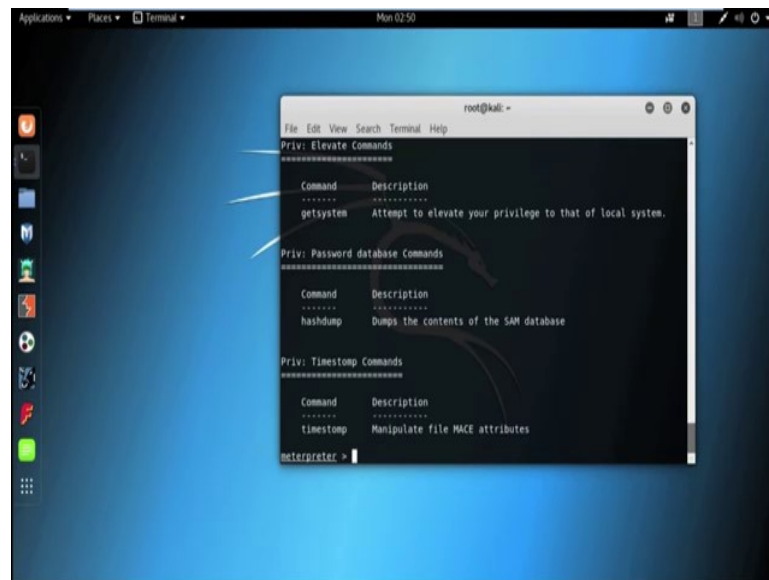 Applications Places Terminal Mon 02:50 1
root@kali: ~
File Edit View Search Terminal Help
Priv: Elevate Commands
======================
Command Description
------- -----------
getsystem Attempt to elevate your privilege to that of local system.
Priv: Password database Commands
================================
Command Description
------- -----------
hashdump Dumps the contents of the SAM database
Priv: Timestomp Commands
========================
Command Description
------- -----------
timestomp Manipulate file MACE attributes
meterpreter >